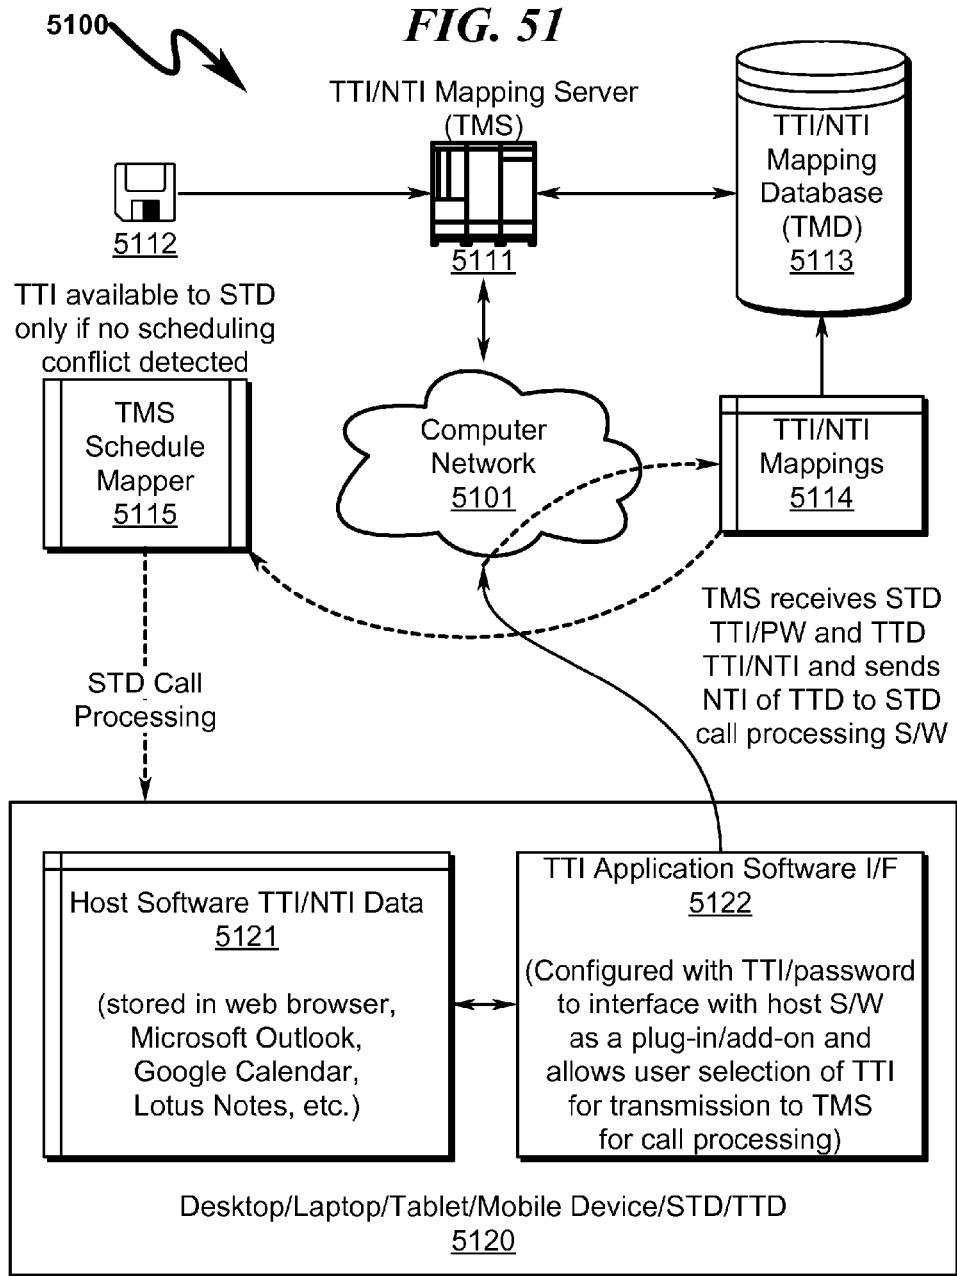 5100
FIG. 51
TTI/NTI Mapping Server
(TMS)
5112
5111
TTI/NTI
Mapping
Database
(TMD)
5113
TTI available to STD
only if no scheduling
conflict detected
TMS
Schedule
Mapper
5115
Computer
Network
5101
TTI/NTI
Mappings
5114
TMS receives STD
TTI/PW and TTD
TTI/NTI and sends
NTI of TTD to STD
call processing S/W
STD Call
Processing
Host Software TTI/NTI Data
5121
(stored in web browser,
Microsoft Outlook,
Google Calendar,
Lotus Notes, etc.)
TTI Application Software I/F
5122
(Configured with TTI/password
to interface with host S/W
as a plug-in/add-on and
allows user selection of TTI
for transmission to TMS
for call processing)
Desktop/Laptop/Tablet/Mobile Device/STD/TTD
5120